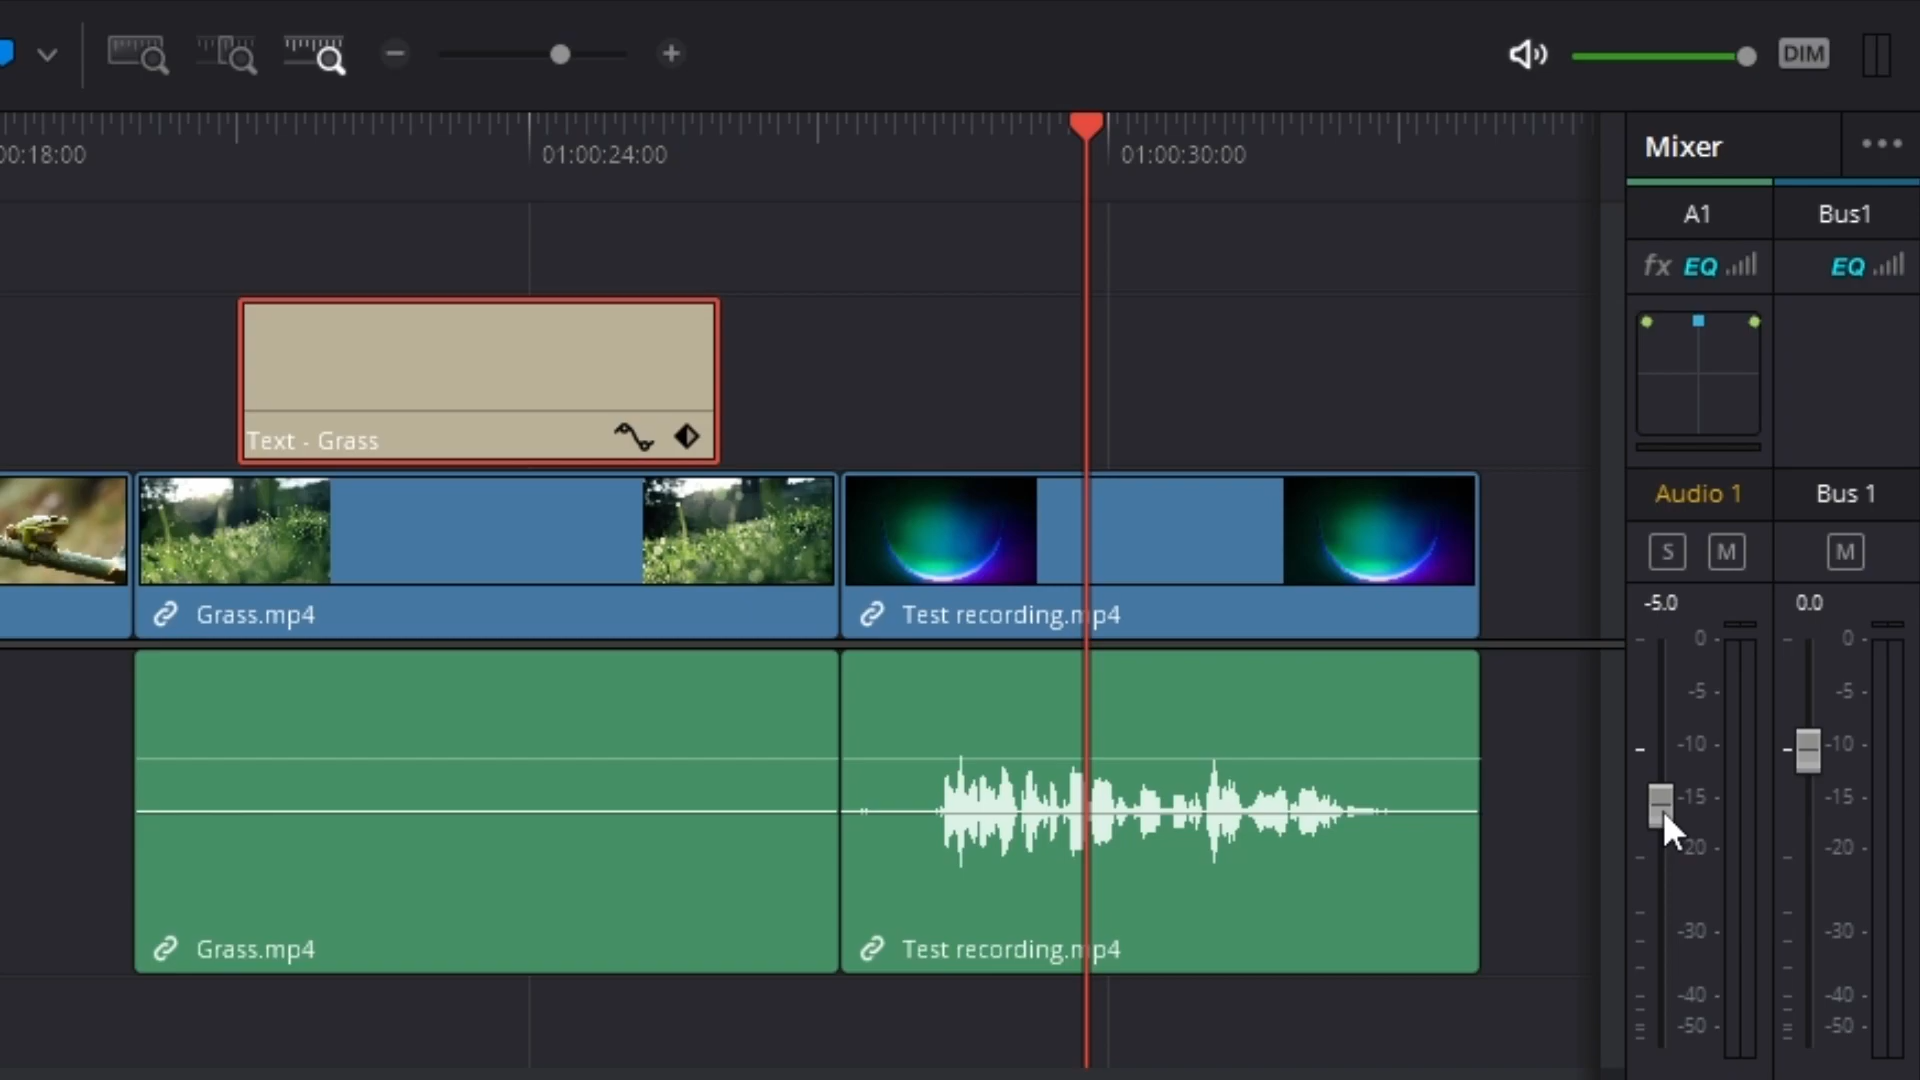 DIM
00:18:00
01:00:24:00
01:00:30:00
Mixer
A1
Bus1
fx EQ
EQ
Text - Grass
Audio 1
Bus 1
S M
M
-5.0
0.0
Grass.mp4
Test recording.mp4
0
-5
-10
-15
-20
-30
-40
-50
0
-5
-10
-15
-20
-30
-40
-50
Grass.mp4
Test recording.mp4